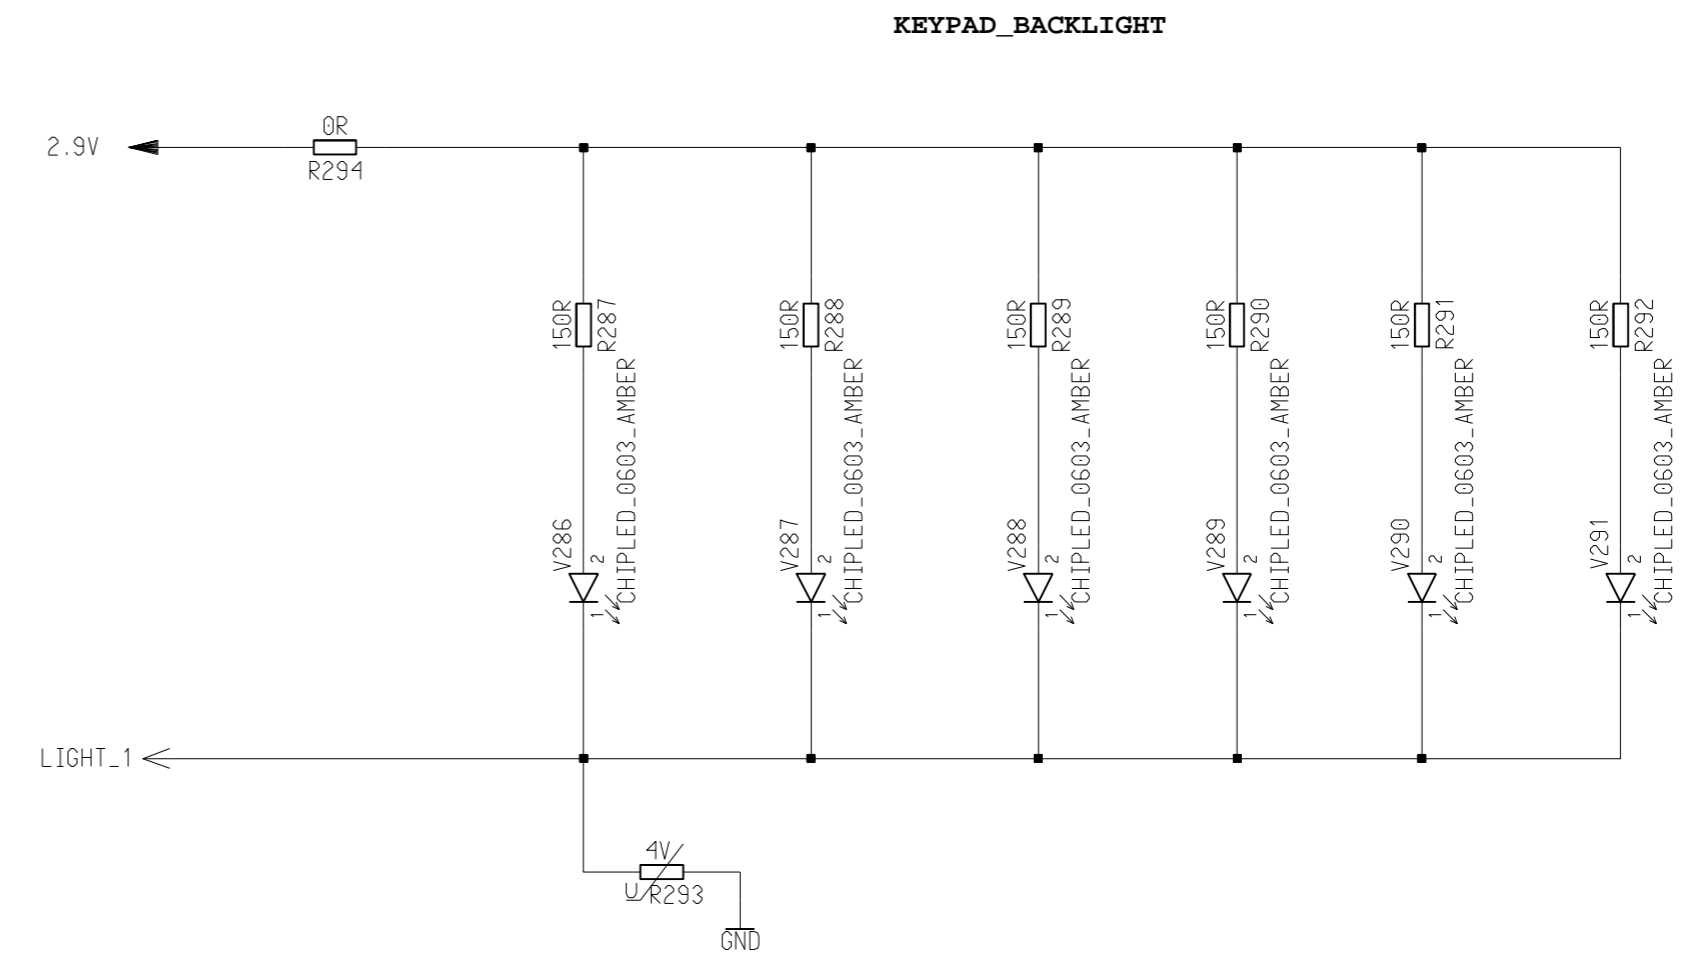 KEYPAD_BACKLIGHT
0R
2.9V
R294
150R
R287
150R
R288
150R
R289
150R
R290
150R
R291
150R
R292
CHIPLED_0603_AMBER
CHIPLED_0603_AMBER
CHIPLED_0603_AMBER
CHIPLED_0603_AMBER
CHIPLED_0603_AMBER
CHIPLED_0603_AMBER
V286
2
1
V287
2
1
V288
2
1
V289
2
1
V290
2
1
V291
2
1
LIGHT_1
4V
U
R293
GND